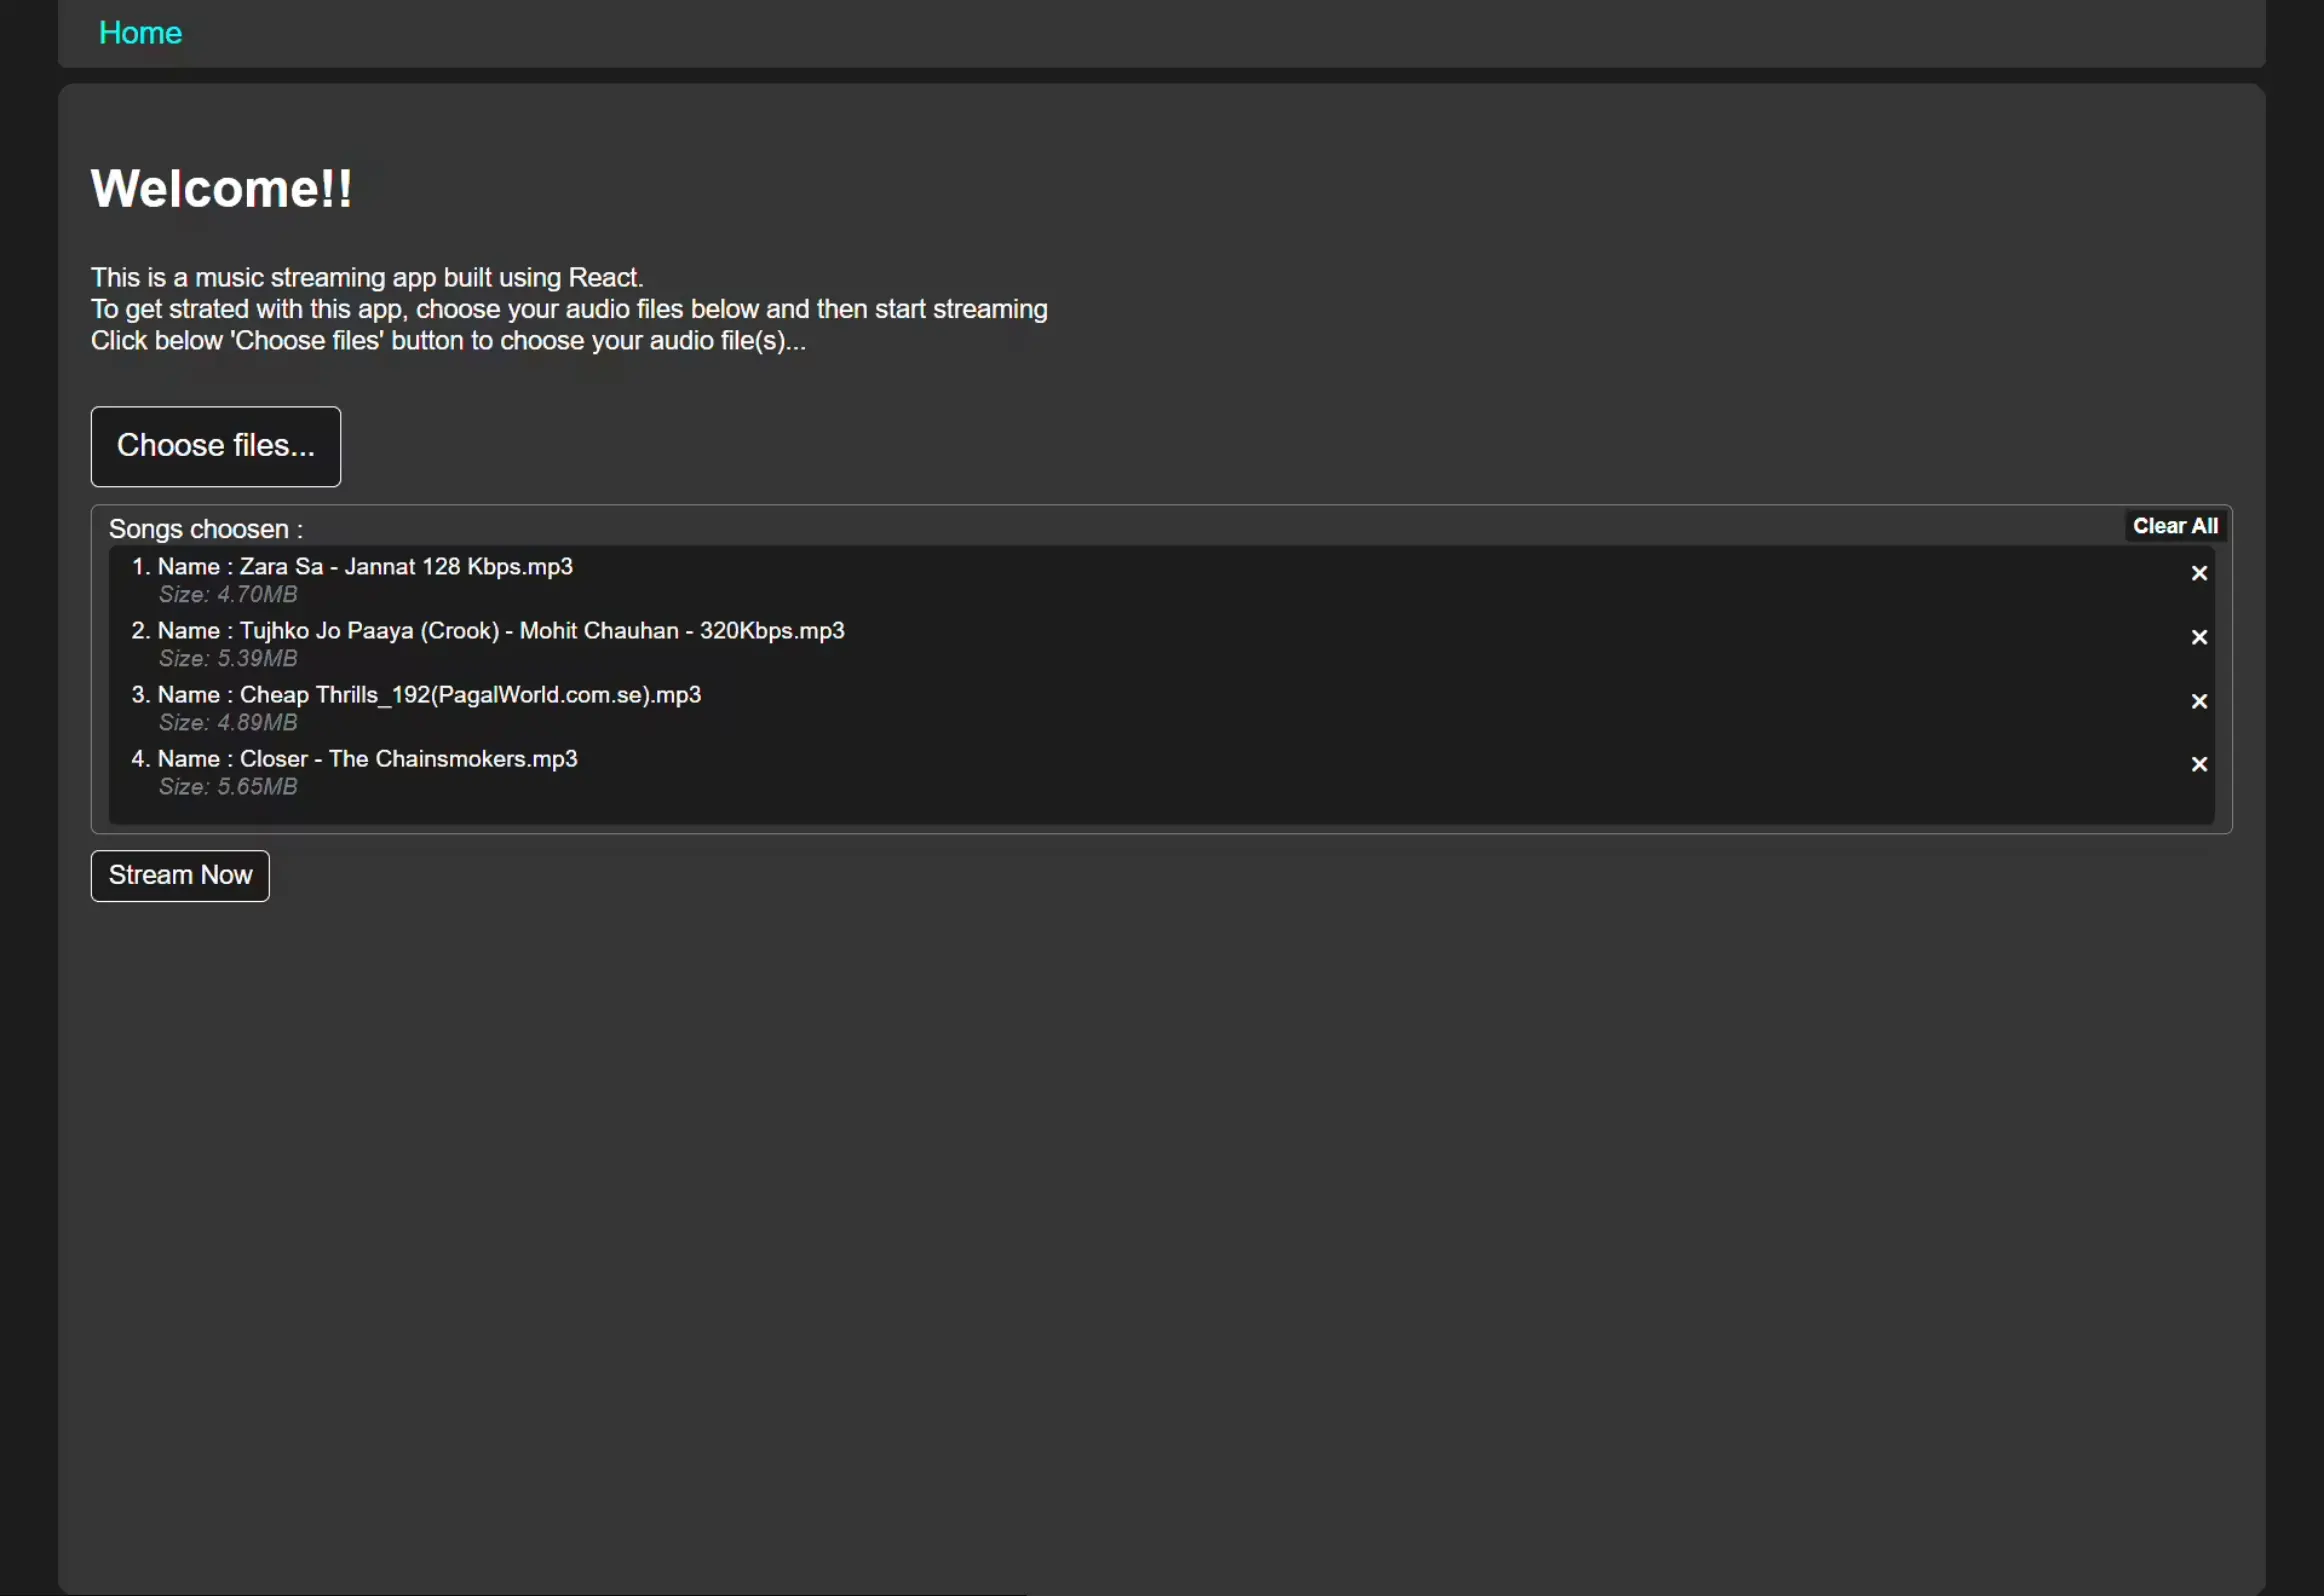 Home
Welcome!!
This is a music streaming app built using React.
To get strated with this app, choose your audio files below and then start streaming
Click below 'Choose files' button to choose your audio file(s)...
Choose files...
Songs choosen :
Clear All
1. Name : Zara Sa - Jannat 128 Kbps.mp3
Size: 4.70MB
2. Name : Tujhko Jo Paaya (Crook) - Mohit Chauhan - 320Kbps.mp3
Size: 5.39MB
3. Name : Cheap Thrills_192(PagalWorld.com.se).mp3
Size: 4.89MB
4. Name : Closer - The Chainsmokers.mp3
Size: 5.65MB
Stream Now